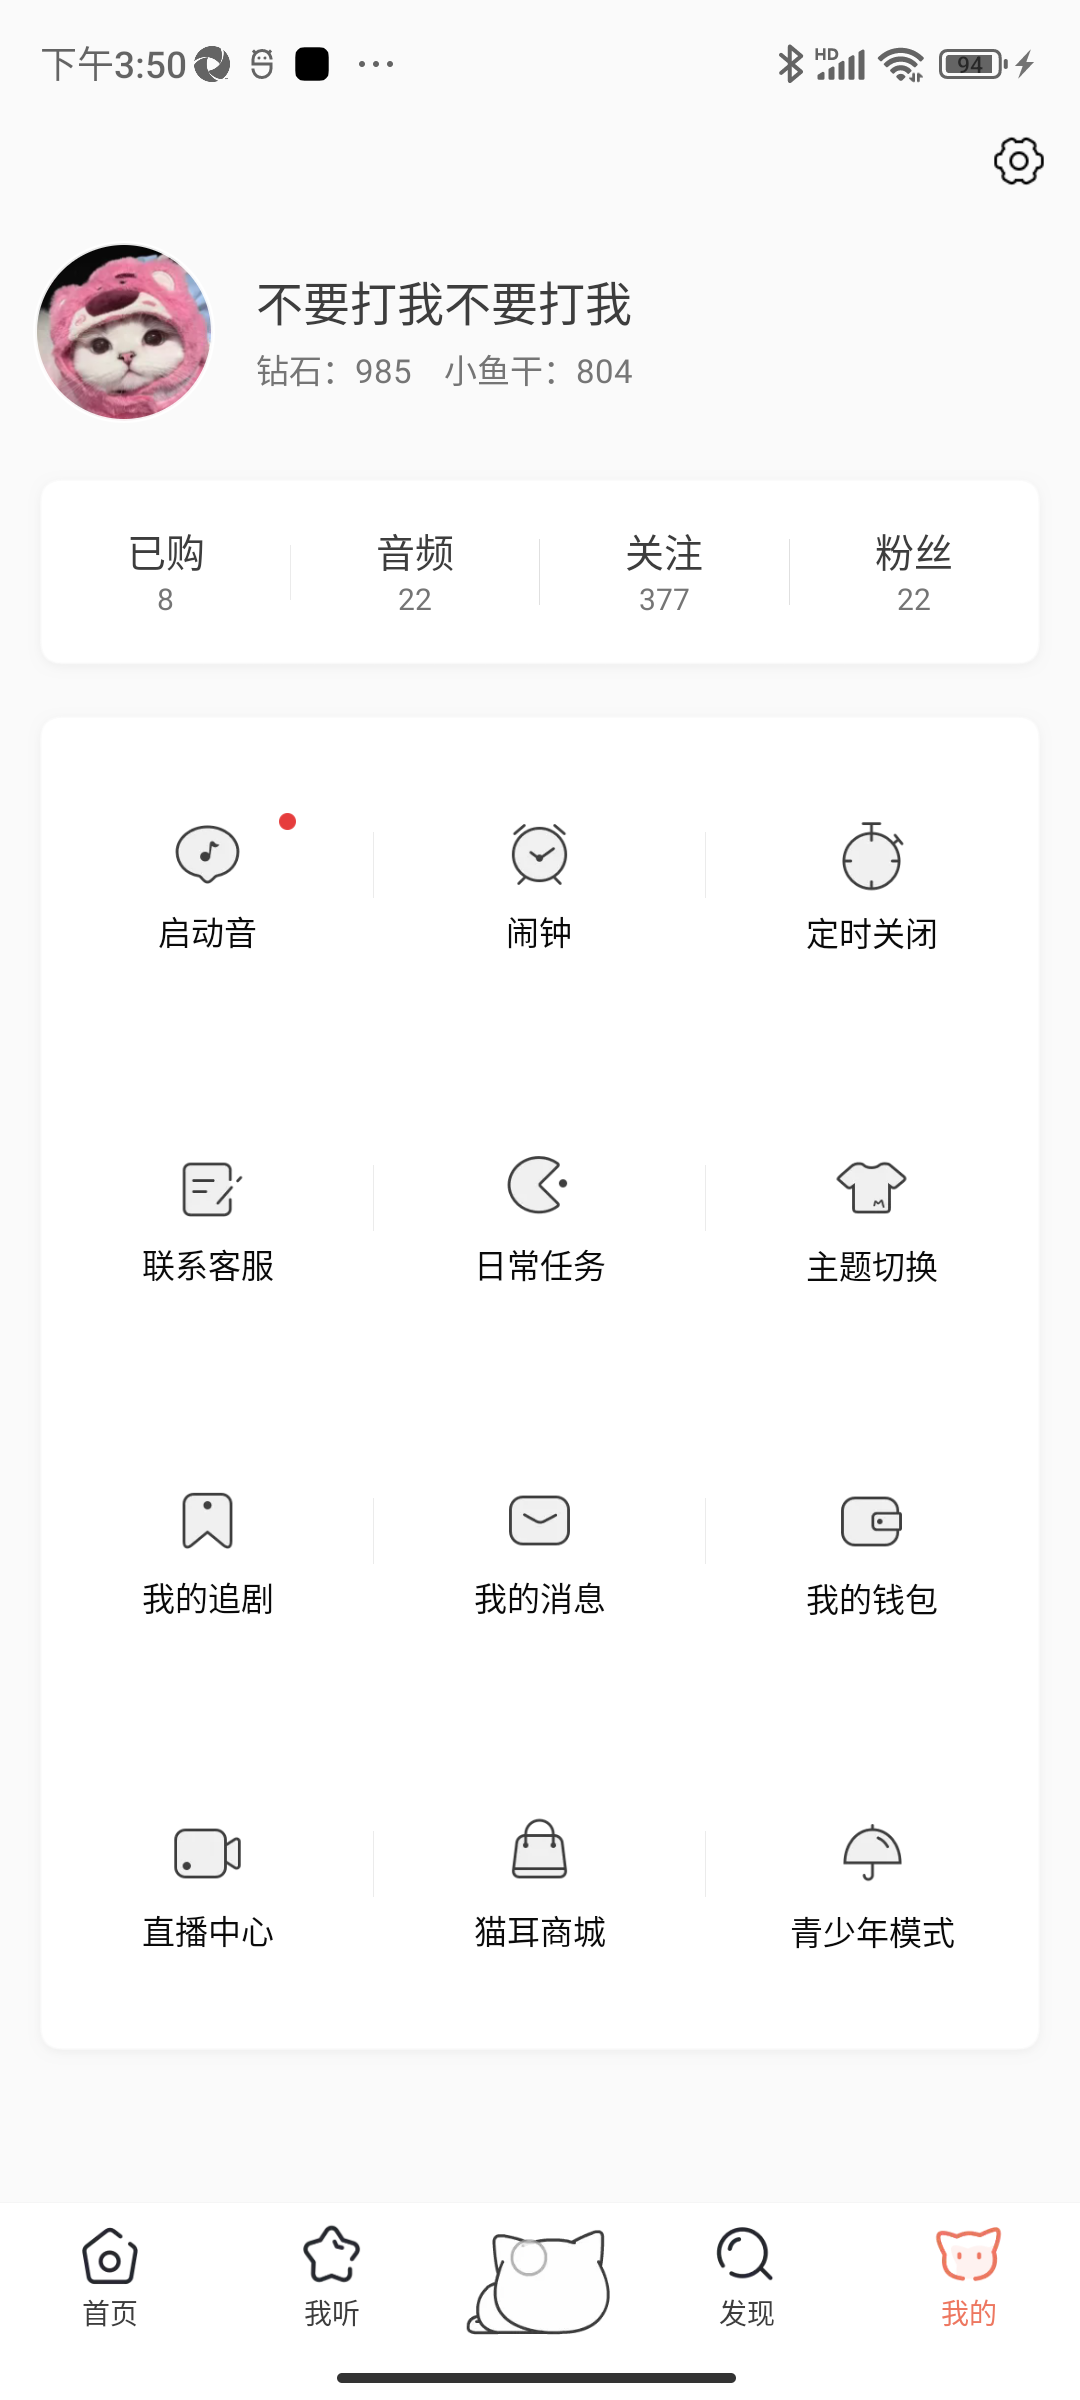 下午3:50 HD 94
不要打我不要打我
钻石：985 小鱼干：804
已购 音频 关注 粉丝
8 22 377 22
启动音 闹钟 定时关闭
联系客服 日常任务 主题切换
我的追剧 我的消息 我的钱包
直播中心 猫耳商城 青少年模式
首页 我听 发现 我的